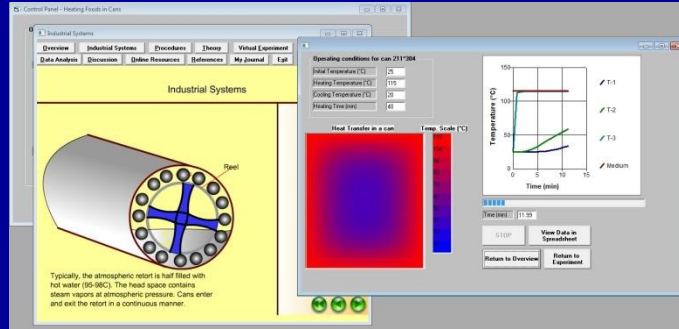 Control Panel - Heating Foods in Cans
Industrial Systems
Overview Industrial Systems Procedures Theory Virtual Experiment
Data Analysis Discussion Online Resources References My Journal Exit
Industrial Systems
Reel
Typically, the atmospheric retort is half filled with
hot water (95-98C). The head space contains
steam vapors at atmospheric pressure. Cans enter
and exit the retort in a continuous manner.
Operating conditions for can 211*304
Initial Temperature (°C) 25
Heating Temperature (°C) 115
Cooling Temperature (°C) 20
Heating Time (min) 40
Heat Transfer in a can
Temp. Scale (°C)
Temperature (°C)
150
100
50
0
0 5 10 15
Time (min)
T-1
T-2
T-3
Medium
Time (min) 11.99
STOP
View Data in
Spreadsheet
Return to Overview
Return to
Experiment